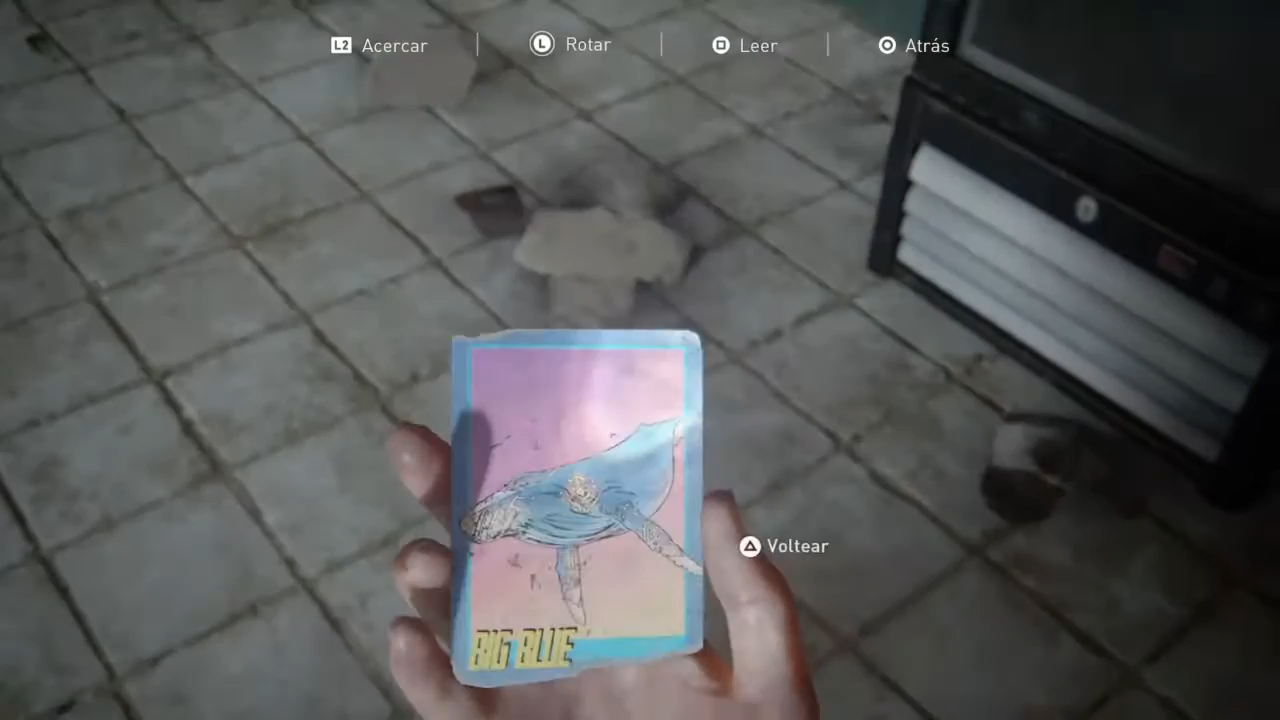 L2 Acercar
L Rotar
Leer
Atrás
Voltear
BIG BLUE